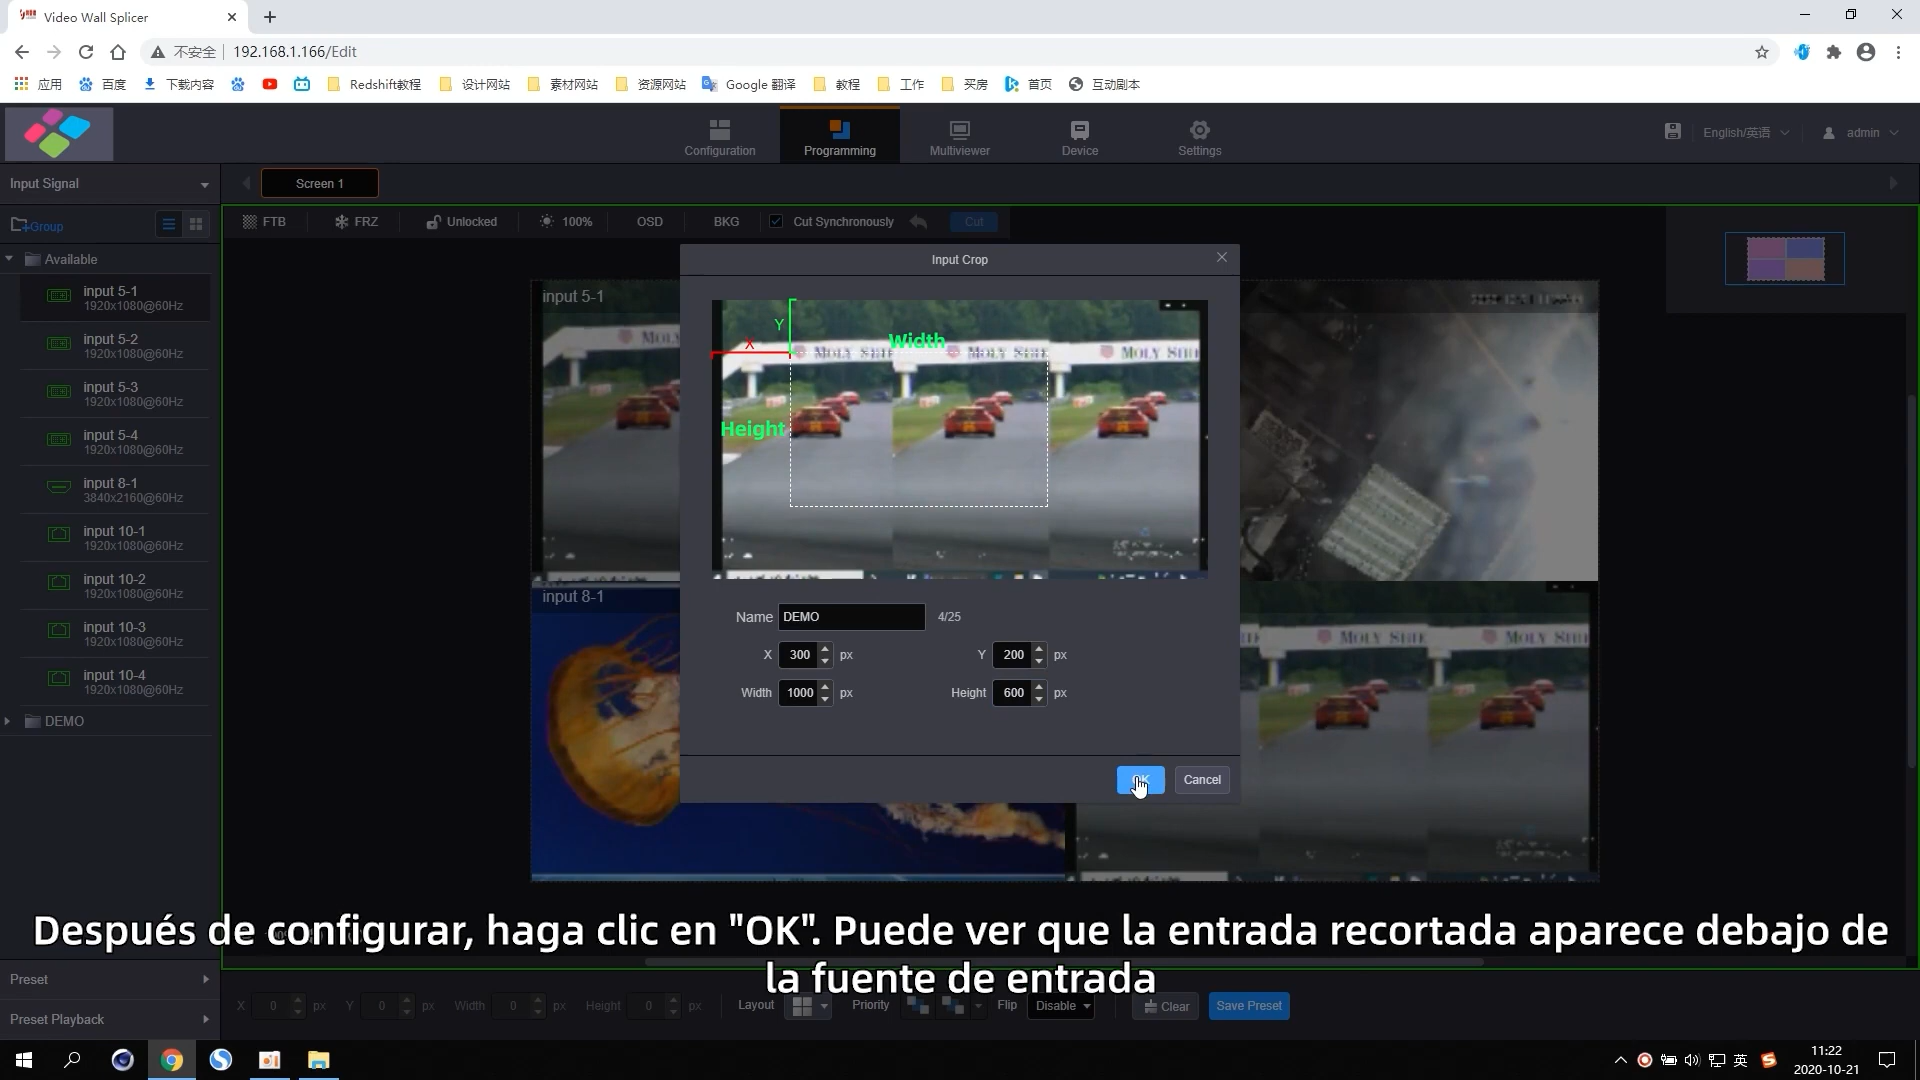 Video Wall Splicer
不安全
192.168.1.166/Edit
应用
百度
下载内容
Redshift教程
设计网站
素材网站
资源网站
Google 翻译
教程
工作
买房
首页
互动剧本
Configuration
Programming
Multiviewer
Device
Settings
English/英语
admin
Input Signal
Screen 1
Group
FTB
FRZ
Unlocked
100%
OSD
BKG
Cut Synchronously
Cut
Available
input 5-1
1920x1080@60Hz
input 5-2
1920x1080@60Hz
input 5-3
1920x1080@60Hz
input 5-4
1920x1080@60Hz
input 8-1
3840x2160@60Hz
input 10-1
1920x1080@60Hz
input 10-2
1920x1080@60Hz
input 10-3
1920x1080@60Hz
input 10-4
1920x1080@60Hz
DEMO
input 5-1
input 8-1
Input Crop
Y
X
Width
Height
Name DEMO 4/25
X 300 px Y 200 px
Width 1000 px Height 600 px
OK
Cancel
Después de configurar, haga clic en "OK". Puede ver que la entrada recortada aparece debajo de
la fuente de entrada
Preset
Preset Playback
X 0 px Y 0 px Width 0 px Height 0 px Layout Priority Flip Disable Clear Save Preset
英
11:22
2020-10-21